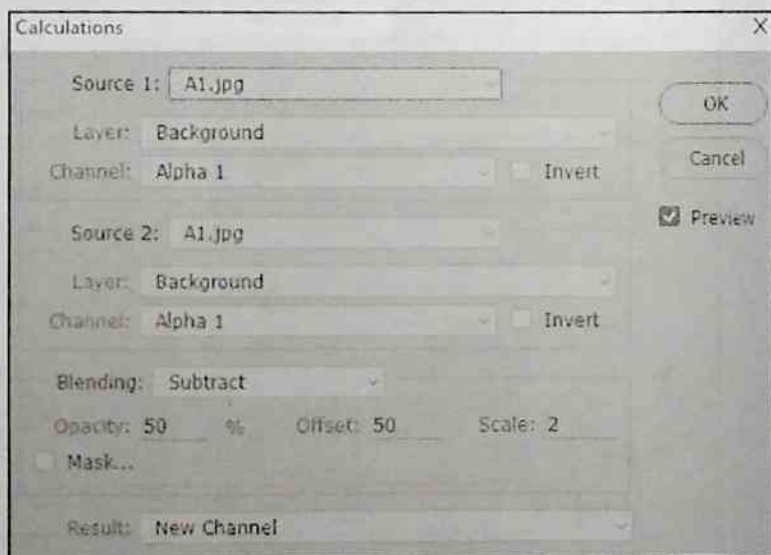 Calculations X
Source 1: A1.jpg
OK
Layer: Background
Cancel
Channel: Alpha 1 Invert
Preview
Source 2: A1.jpg
Layer: Background
Channel: Alpha 1 Invert
Blending: Subtract
Opacity: 50 % Offset: 50 Scale: 2
Mask...
Result: New Channel